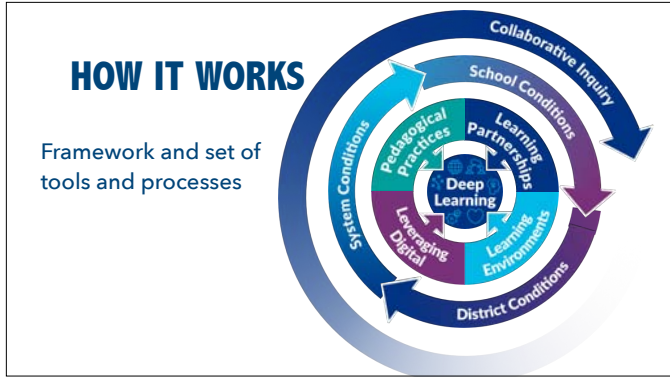 HOW IT WORKS
Framework and set of
tools and processes
Collaborative Inquiry
School Conditions
System Conditions
District Conditions
Pedagogical
Practices
Learning
Partnerships
Deep
Learning
Leveraging
Digital
Learning
Environments